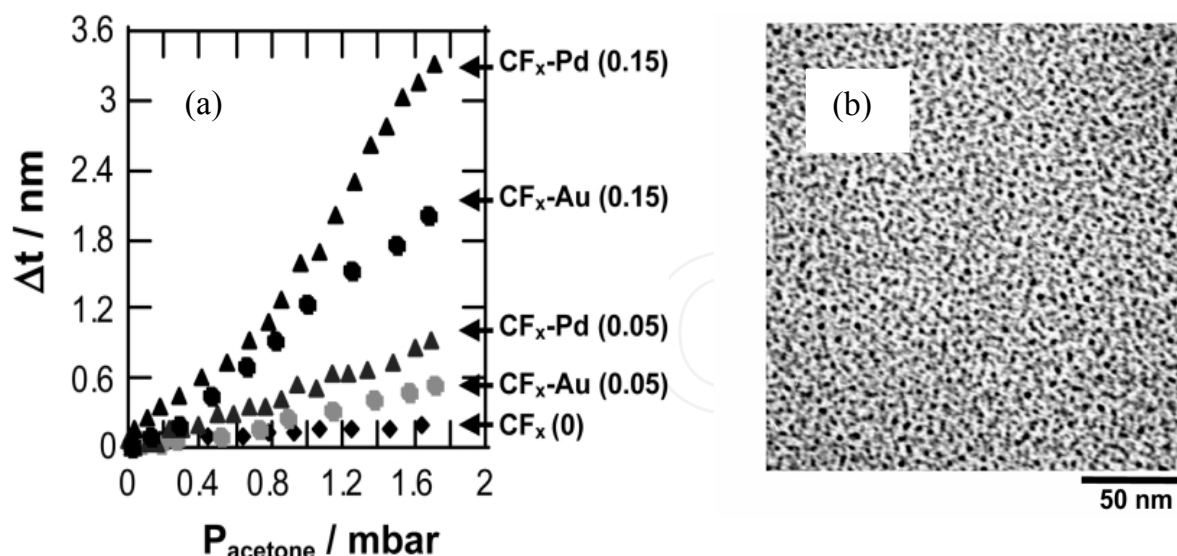 (a)
Δt / nm
3.6
3
2.4
1.8
1.2
0.6
0
0 0.4 0.8 1.2 1.6 2
P_acetone / mbar
CFx-Pd (0.15)
CFx-Au (0.15)
CFx-Pd (0.05)
CFx-Au (0.05)
CFx (0)
(b)
50 nm